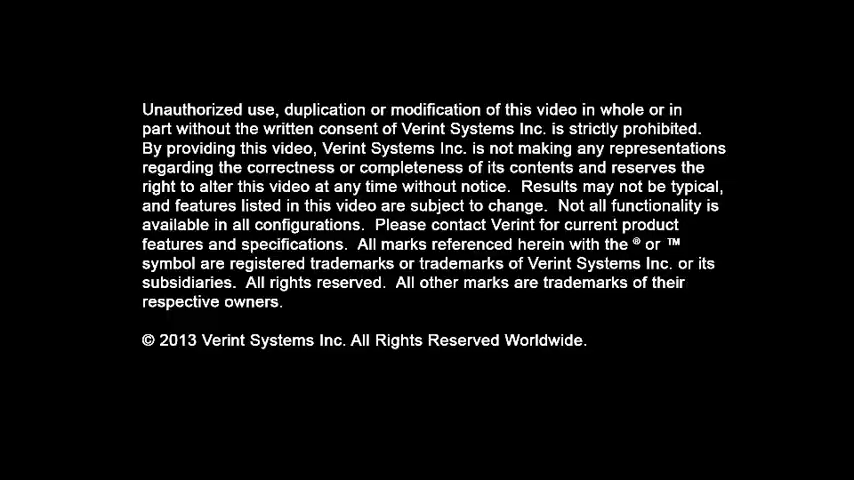 Unauthorized use, duplication or modification of this video in whole or in
part without the written consent of Verint Systems Inc. is strictly prohibited.
By providing this video, Verint Systems Inc. is not making any representations
regarding the correctness or completeness of its contents and reserves the
right to alter this video at any time without notice.  Results may not be typical,
and features listed in this video are subject to change.  Not all functionality is
available in all configurations.  Please contact Verint for current product
features and specifications.  All marks referenced herein with the ® or ™
symbol are registered trademarks or trademarks of Verint Systems Inc. or its
subsidiaries.  All rights reserved.  All other marks are trademarks of their
respective owners.
© 2013 Verint Systems Inc. All Rights Reserved Worldwide.